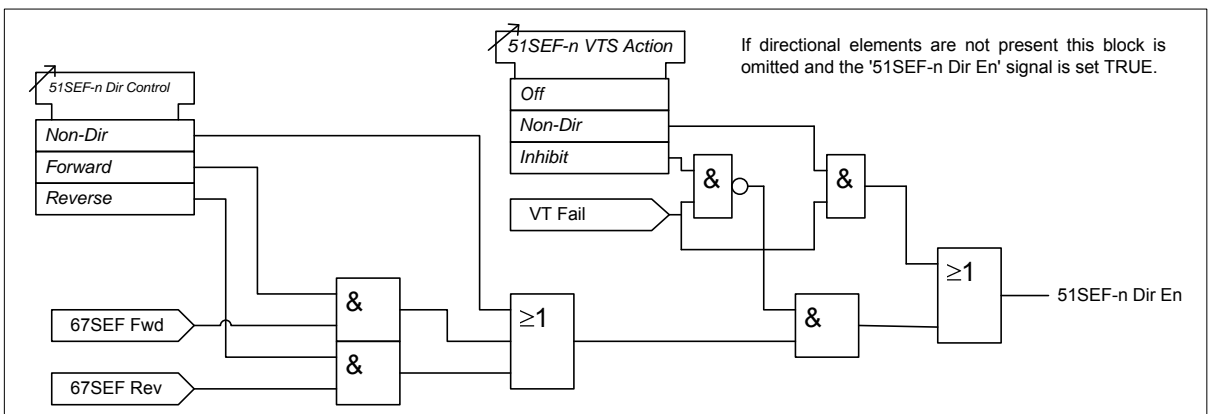 51SEF-n VTS Action
If directional elements are not present this block is
omitted and the '51SEF-n Dir En' signal is set TRUE.
51SEF-n Dir Control
Off
Non-Dir
Inhibit
Non-Dir
Forward
Reverse
&
&
VT Fail
≥1
51SEF-n Dir En
&
≥1
&
67SEF Fwd
&
67SEF Rev